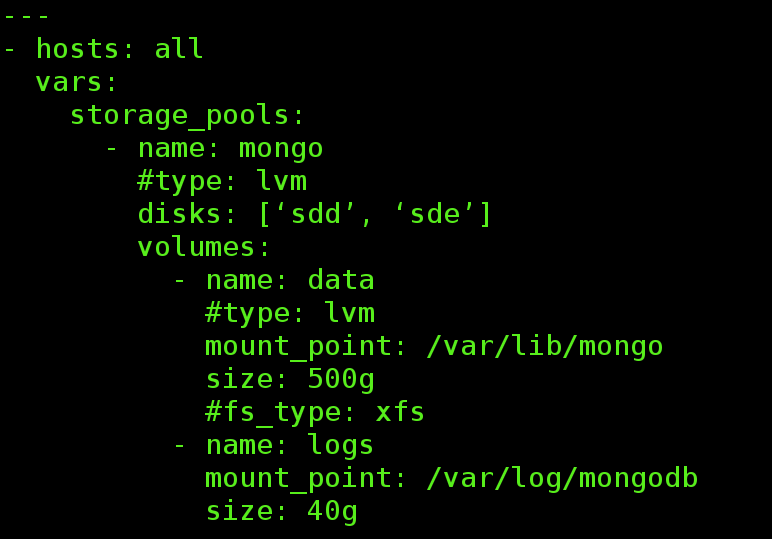 ---
- hosts: all
  vars:
    storage_pools:
      - name: mongo
        #type: lvm
        disks: [‘sdd’, ‘sde’]
        volumes:
          - name: data
            #type: lvm
            mount_point: /var/lib/mongo
            size: 500g
            #fs_type: xfs
          - name: logs
            mount_point: /var/log/mongodb
            size: 40g